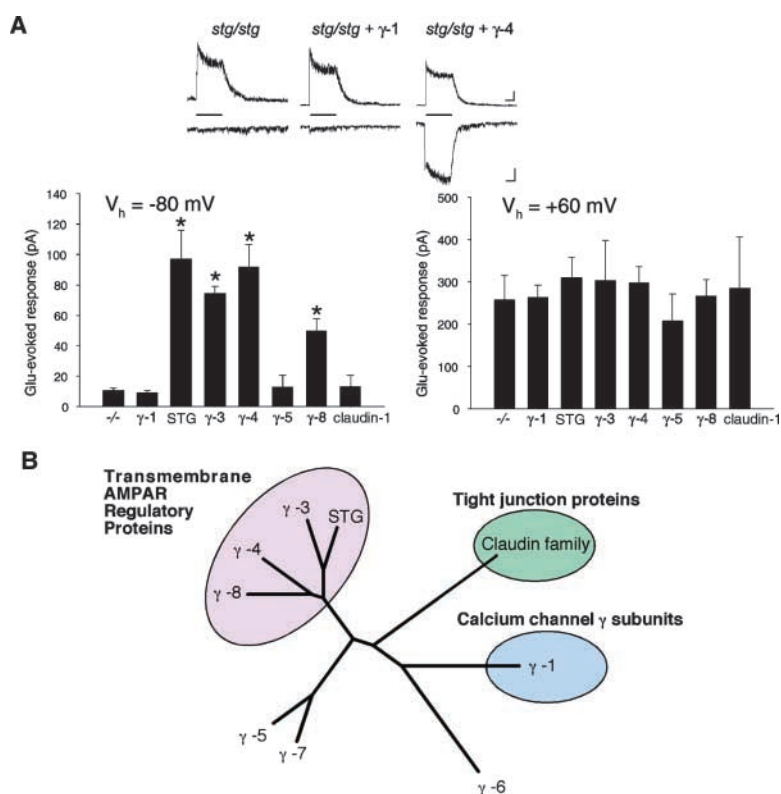 A
stg/stg
stg/stg + γ-1
stg/stg + γ-4
Vh = -80 mV
Glu-evoked response (pA)
140
120
100
80
60
40
20
0
*
*
*
*
-/-
γ-1
STG
γ-3
γ-4
γ-5
γ-8
claudin-1
Vh = +60 mV
Glu-evoked response (pA)
500
400
300
200
100
0
-/-
γ-1
STG
γ-3
γ-4
γ-5
γ-8
claudin-1
B
Transmembrane
AMPAR
Regulatory
Proteins
γ -3
STG
γ -4
γ -8
Tight junction proteins
Claudin family
Calcium channel γ subunits
γ -1
γ -5
γ -7
γ -6